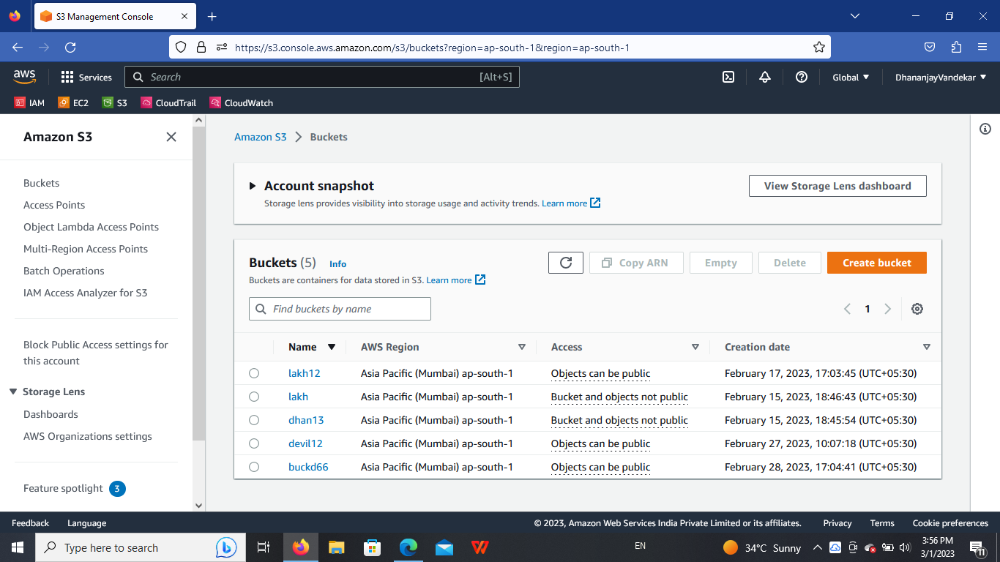 S3 Management Console
https://s3.console.aws.amazon.com/s3/buckets?region=ap-south-1&region=ap-south-1
aws Services Search [Alt+S] Global DhananjayVandekar
IAM EC2 S3 CloudTrail CloudWatch
Amazon S3
Buckets
Access Points
Object Lambda Access Points
Multi-Region Access Points
Batch Operations
IAM Access Analyzer for S3
Block Public Access settings for
this account
Storage Lens
Dashboards
AWS Organizations settings
Feature spotlight 3
Amazon S3 Buckets
Account snapshot
Storage lens provides visibility into storage usage and activity trends. Learn more
View Storage Lens dashboard
Buckets (5) Info
Buckets are containers for data stored in S3. Learn more
Copy ARN Empty Delete Create bucket
Find buckets by name
1
Name AWS Region Access Creation date
lakh12 Asia Pacific (Mumbai) ap-south-1 Objects can be public February 17, 2023, 17:03:45 (UTC+05:30)
lakh Asia Pacific (Mumbai) ap-south-1 Bucket and objects not public February 15, 2023, 18:46:43 (UTC+05:30)
dhan13 Asia Pacific (Mumbai) ap-south-1 Bucket and objects not public February 15, 2023, 18:45:54 (UTC+05:30)
devil12 Asia Pacific (Mumbai) ap-south-1 Objects can be public February 27, 2023, 10:07:18 (UTC+05:30)
buckd66 Asia Pacific (Mumbai) ap-south-1 Objects can be public February 28, 2023, 17:04:41 (UTC+05:30)
Feedback Language © 2023, Amazon Web Services India Private Limited or its affiliates. Privacy Terms Cookie preferences
Type here to search EN 34°C Sunny 3:56 PM
3/1/2023 11